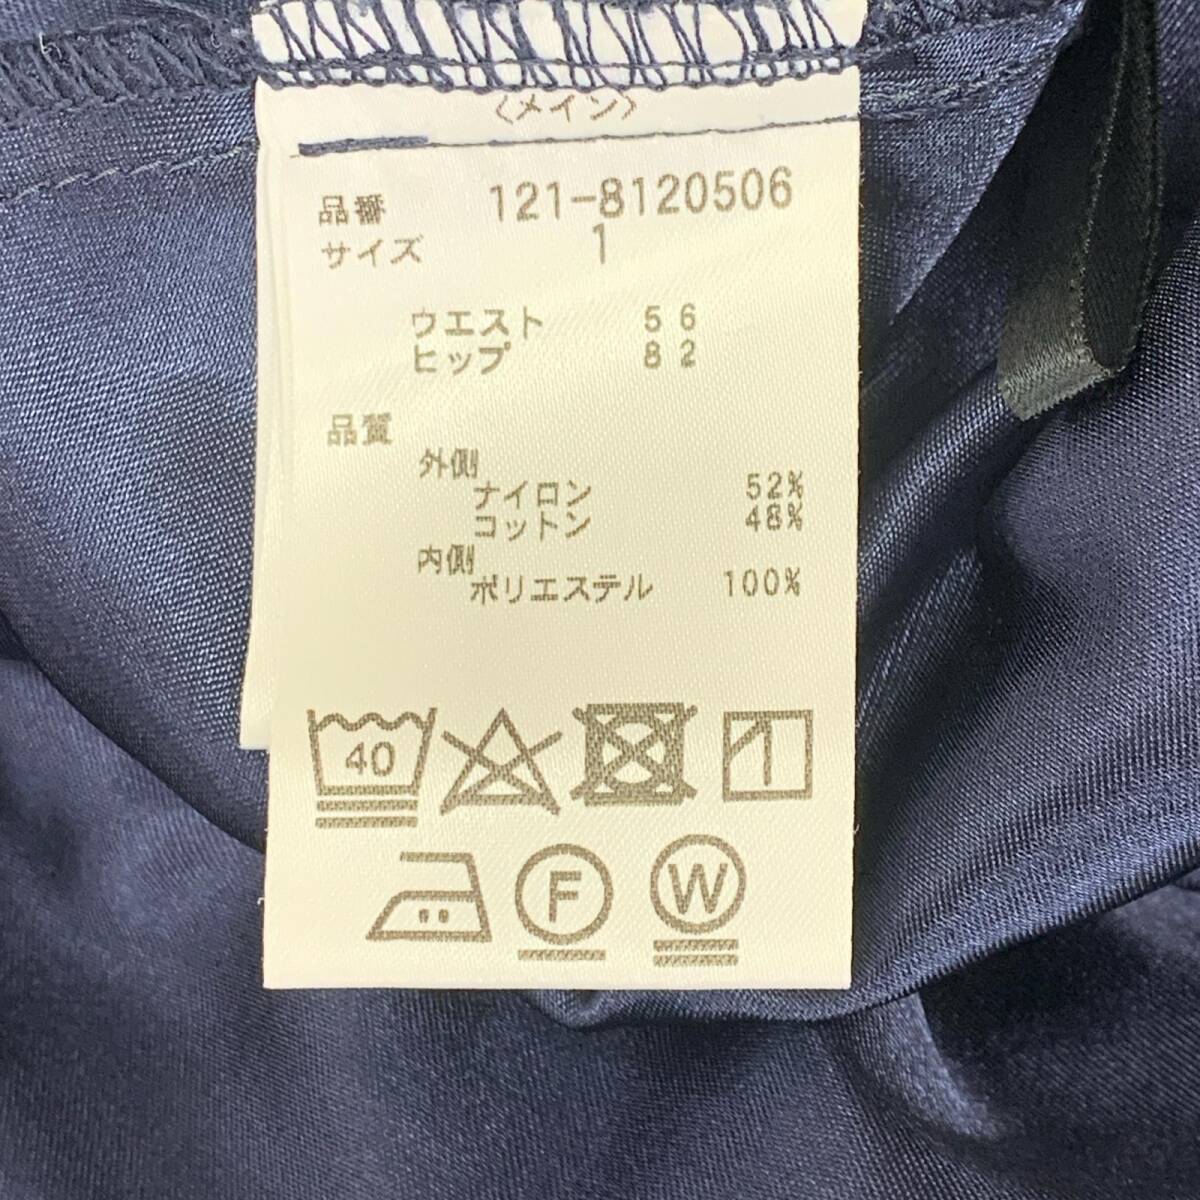 〈メイン〉
品番 121-8120506
サイズ 1
ウエスト 56
ヒップ 82
品質
外側
ナイロン 52%
コットン 48%
内側
ポリエステル 100%
40
F
W